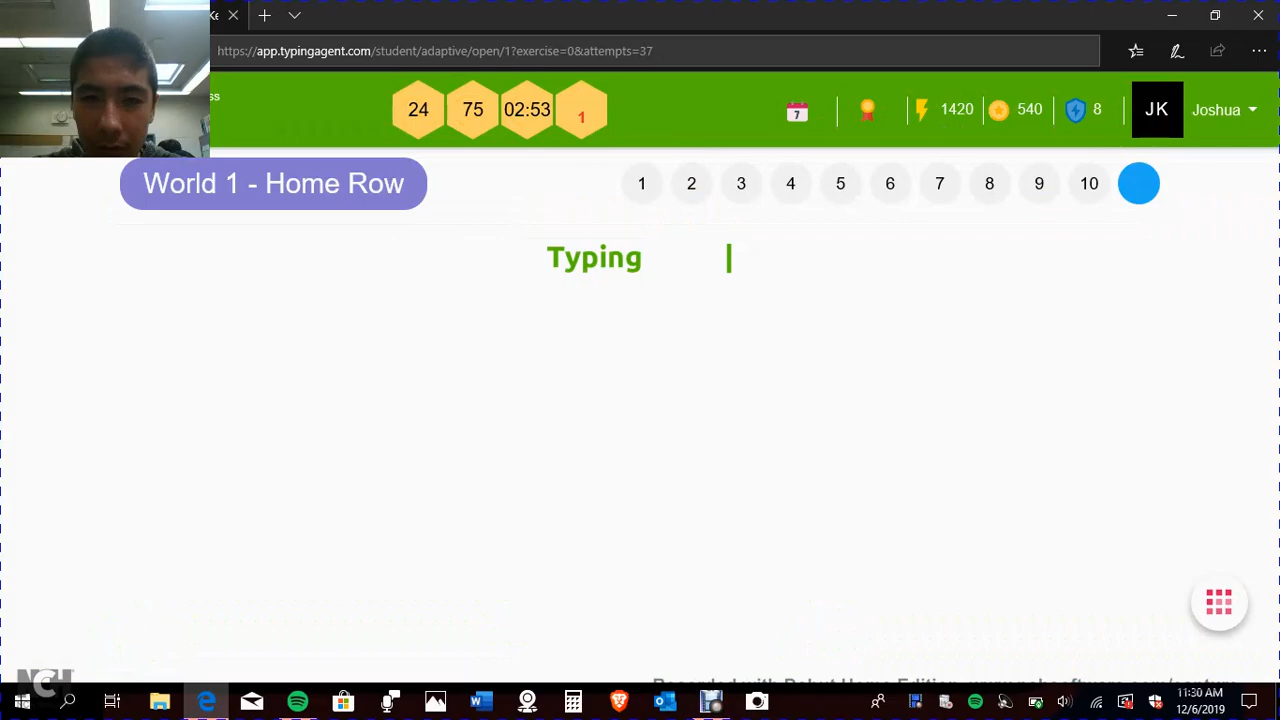 https://app.typingagent.com/student/adaptive/open/1?exercise=0&attempts=37
ss
24 75 02:53 1
7 1420 540 8 JK Joshua
World 1 - Home Row
1 2 3 4 5 6 7 8 9 10
Typing
NCH
11:30 AM
12/6/2019